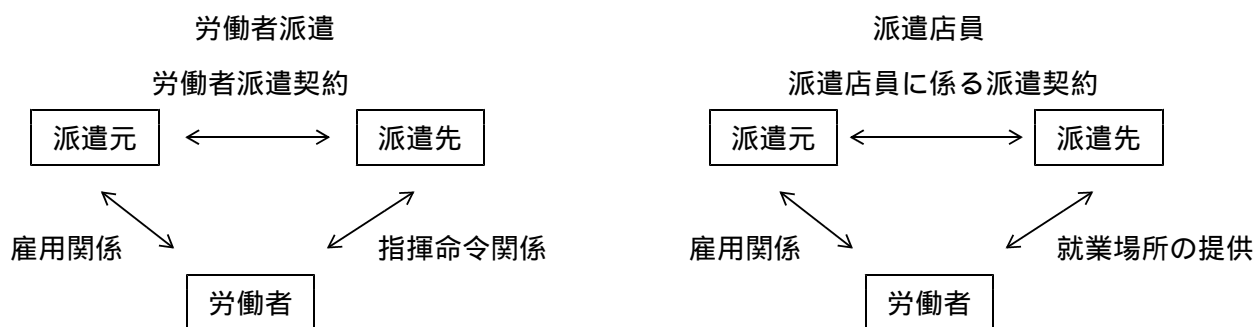 労働者派遣
労働者派遣契約
派遣元
派遣先
雇用関係
指揮命令関係
労働者
派遣店員
派遣店員に係る派遣契約
派遣元
派遣先
雇用関係
就業場所の提供
労働者